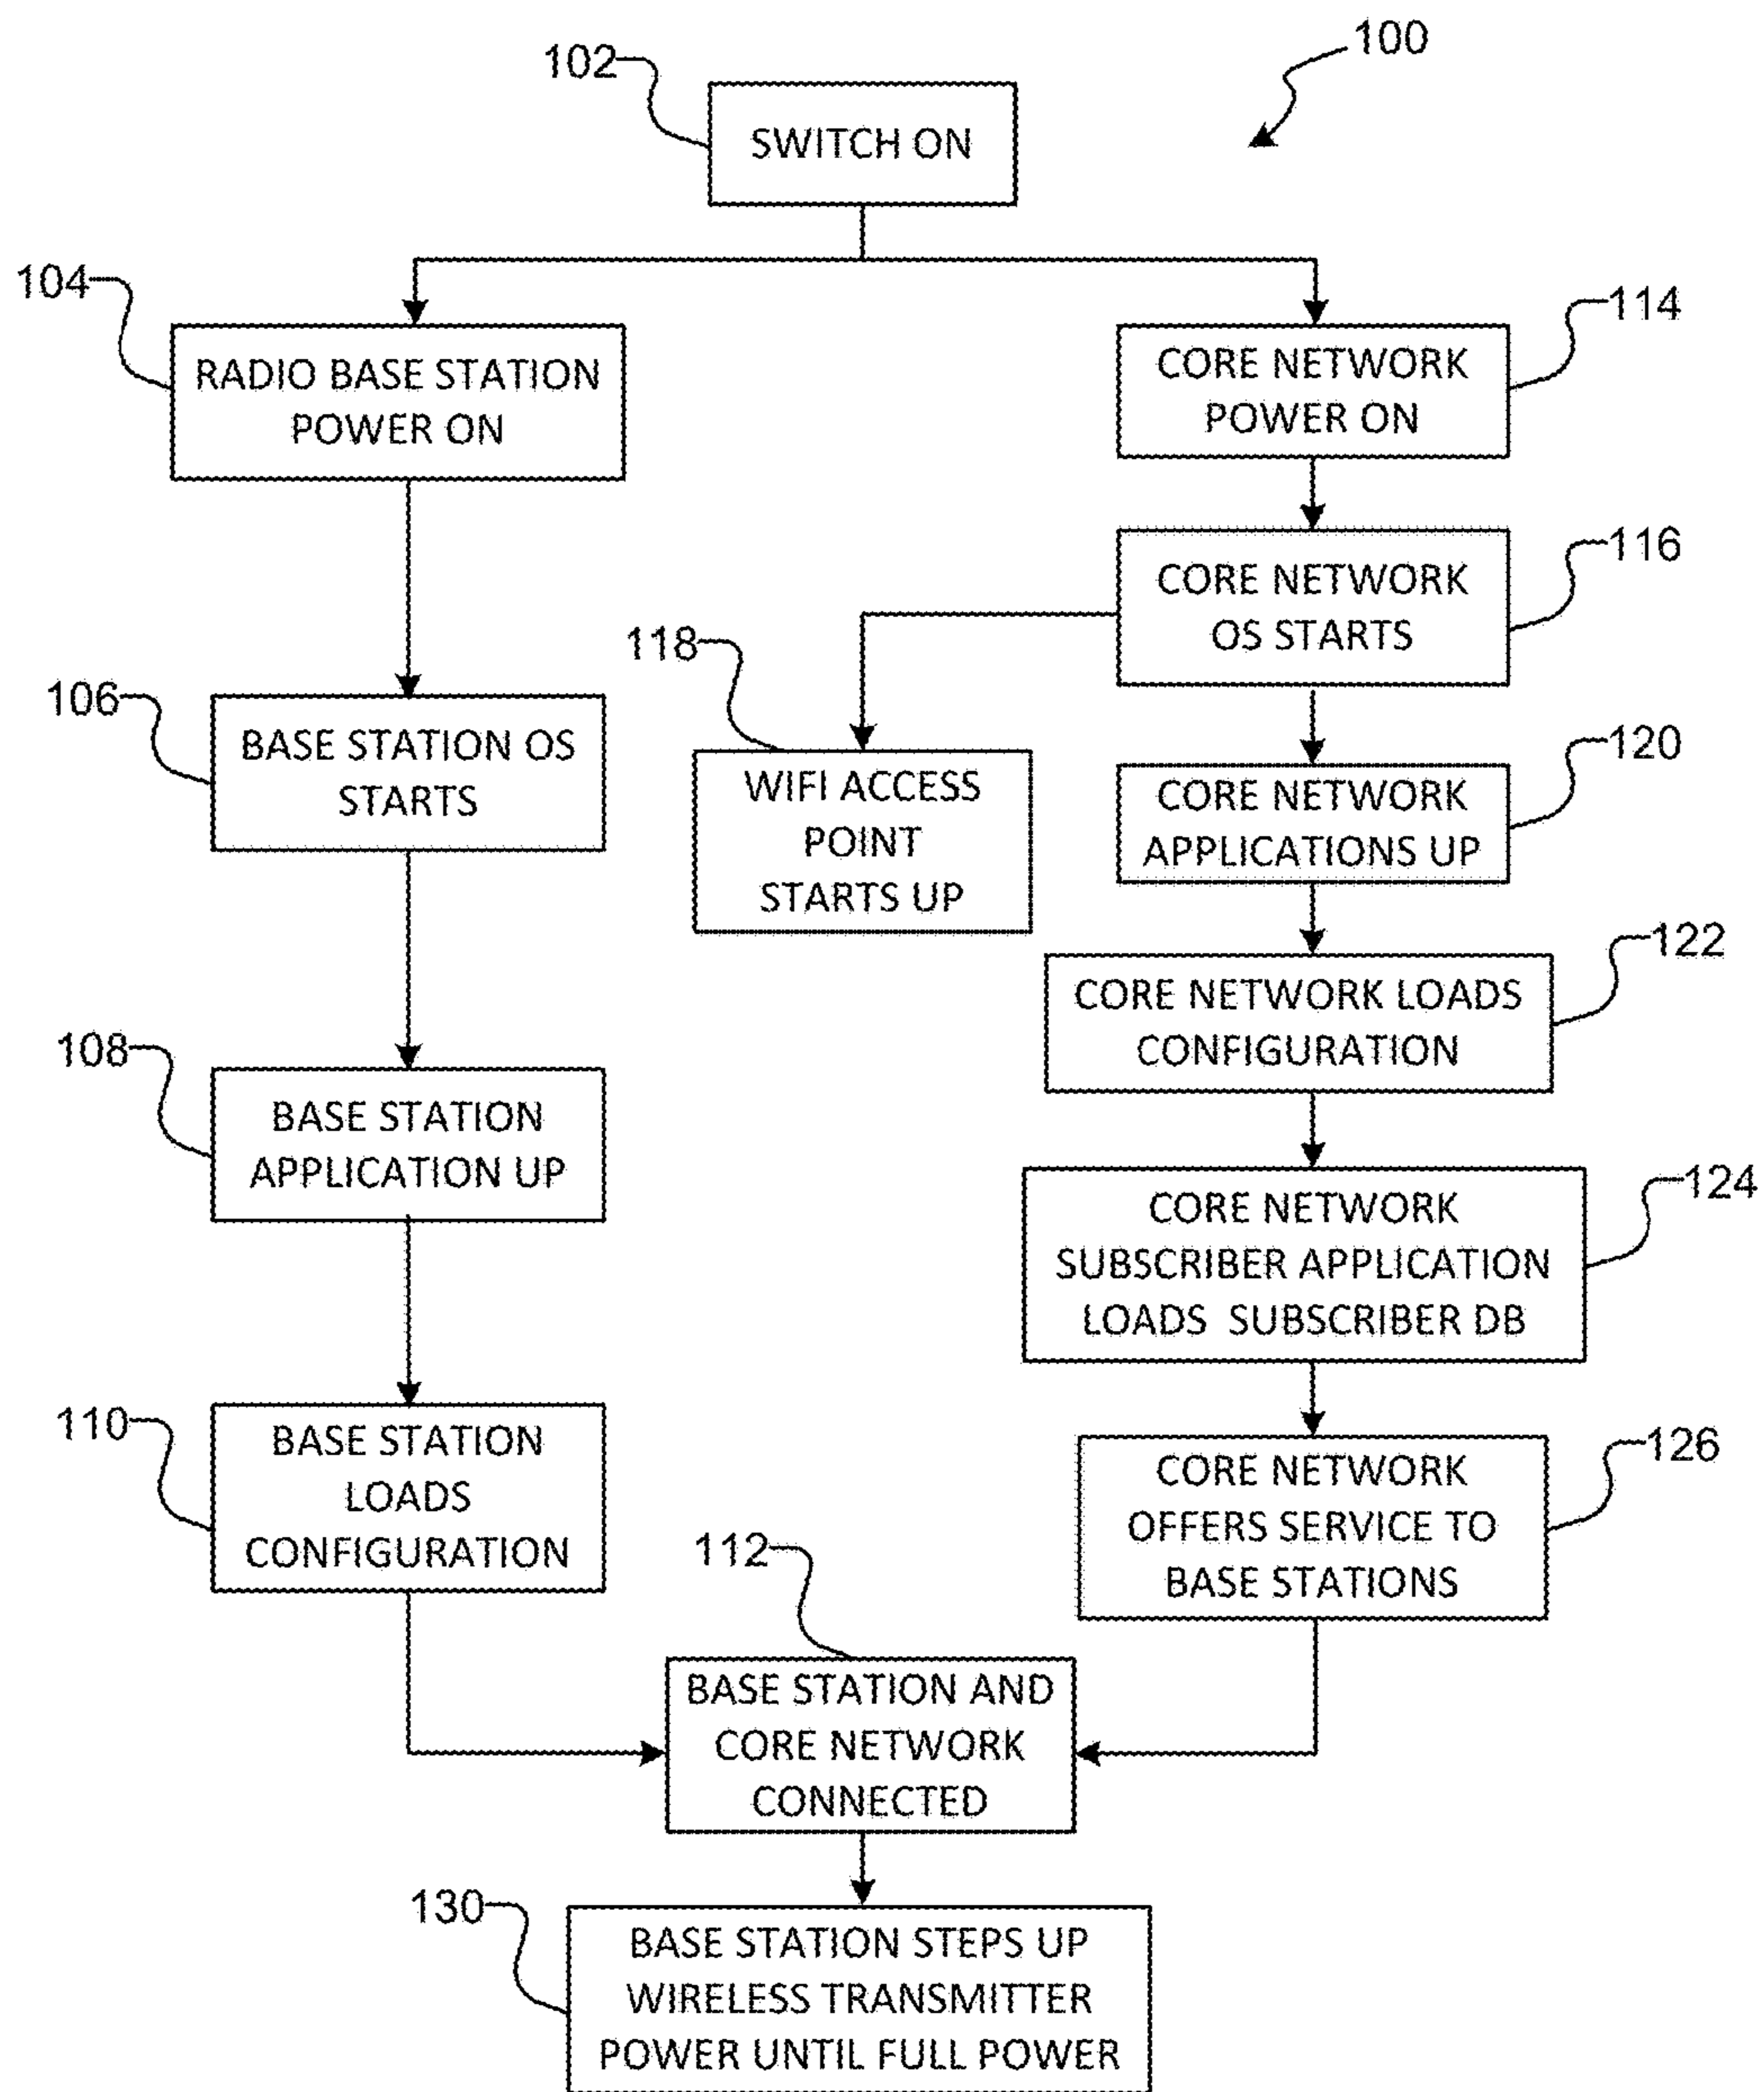 100
102
SWITCH ON
104
RADIO BASE STATION
POWER ON
114
CORE NETWORK
POWER ON
116
CORE NETWORK
OS STARTS
118
WIFI ACCESS
POINT
STARTS UP
106
BASE STATION OS
STARTS
120
CORE NETWORK
APPLICATIONS UP
122
CORE NETWORK LOADS
CONFIGURATION
108
BASE STATION
APPLICATION UP
124
CORE NETWORK
SUBSCRIBER APPLICATION
LOADS SUBSCRIBER DB
110
BASE STATION
LOADS
CONFIGURATION
126
CORE NETWORK
OFFERS SERVICE TO
BASE STATIONS
112
BASE STATION AND
CORE NETWORK
CONNECTED
130
BASE STATION STEPS UP
WIRELESS TRANSMITTER
POWER UNTIL FULL POWER